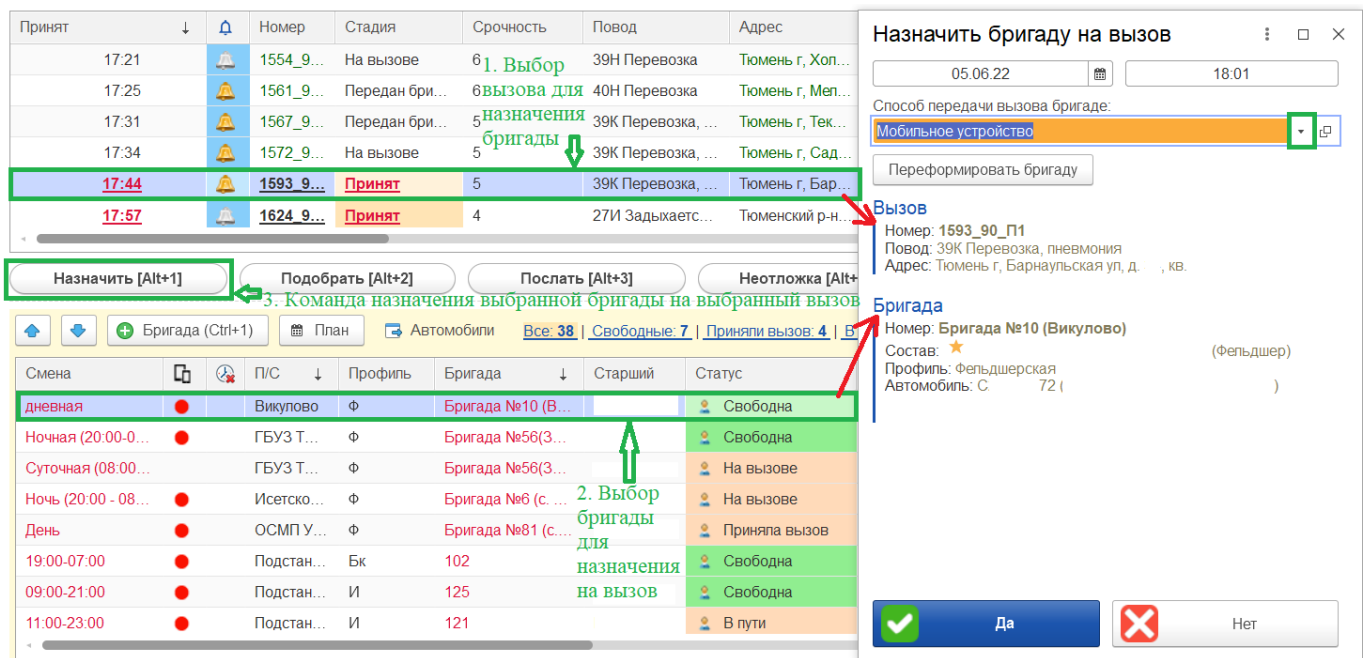 Принят ↓ Номер Стадия Срочность Повод Адрес
17:21 1554_9... На вызове 6 39Н Перевозка Тюмень г, Хол...
17:25 1561_9... Передан бри... 6 40Н Перевозка Тюмень г, Мел...
17:31 1567_9... Передан бри... 5 39К Перевозка, ... Тюмень г, Тек...
17:34 1572_9... На вызове 5 39К Перевозка, ... Тюмень г, Сад...
17:44 1593_9... Принят 5 39К Перевозка, ... Тюмень г, Бар...
17:57 1624_9... Принят 4 27И Задыхаетс... Тюменский р-н...
1. Выбор
вызова для
назначения
бригады
Назначить [Alt+1] Подобрать [Alt+2] Послать [Alt+3] Неотложка [Alt+
3. Команда назначения выбранной бригады на выбранный вызов
Бригада (Ctrl+1) План Автомобили Все: 38 | Свободные: 7 | Приняли вызов: 4 | В
Смена П/С ↓ Профиль Бригада ↓ Старший Статус
дневная Викулово Ф Бригада №10 (В... Свободна
Ночная (20:00-0... ГБУЗ Т... Ф Бригада №56(З... Свободна
Суточная (08:00... ГБУЗ Т... Ф Бригада №56(З... На вызове
Ночь (20:00 - 08... Исетско... Ф Бригада №6 (с. ... На вызове
День ОСМП У... Ф Бригада №81 (с.... Приняла вызов
19:00-07:00 Подстан... Бк 102 Свободна
09:00-21:00 Подстан... И 125 Свободна
11:00-23:00 Подстан... И 121 В пути
2. Выбор
бригады
для
назначения
на вызов
Назначить бригаду на вызов
05.06.22 18:01
Способ передачи вызова бригаде:
Мобильное устройство
Переформировать бригаду
Вызов
Номер: 1593_90_П1
Повод: 39К Перевозка, пневмония
Адрес: Тюмень г, Барнаульская ул, д. , кв.
Бригада
Номер: Бригада №10 (Викулово)
Состав: (Фельдшер)
Профиль: Фельдшерская
Автомобиль: С 72 ( )
Да Нет